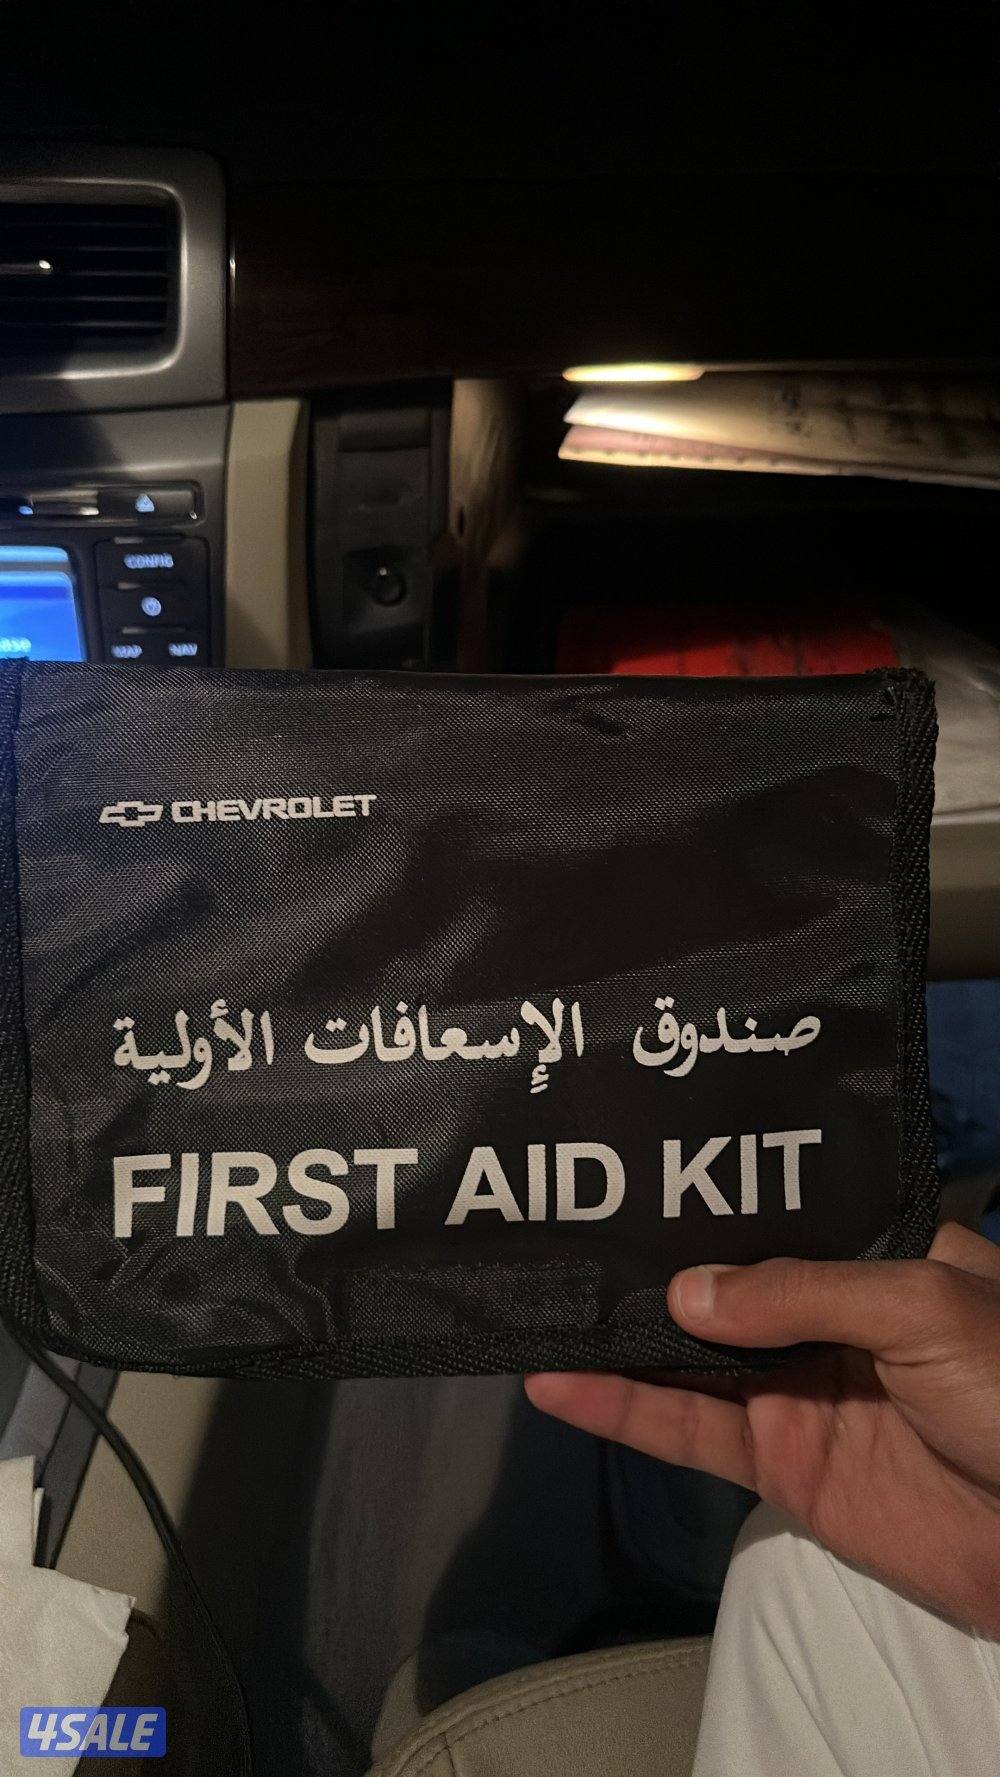 CONFIG
MAP NAV
CHEVROLET
صندوق الإسعافات الأولية
FIRST AID KIT
4SALE